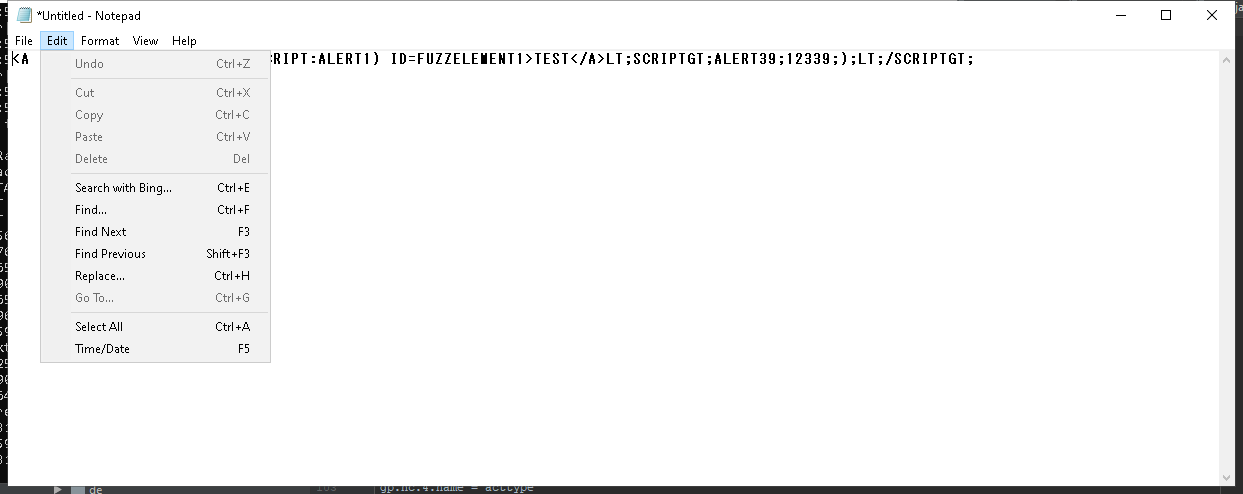 *Untitled - Notepad
File Edit Format View Help
<A RIPT:ALERT1) ID=FUZZELEMENT1>TEST</A>LT;SCRIPTGT;ALERT39;12339;);LT;/SCRIPTGT;
Undo Ctrl+Z
Cut Ctrl+X
Copy Ctrl+C
Paste Ctrl+V
Delete Del
Search with Bing... Ctrl+E
Find... Ctrl+F
Find Next F3
Find Previous Shift+F3
Replace... Ctrl+H
Go To... Ctrl+G
Select All Ctrl+A
Time/Date F5
de